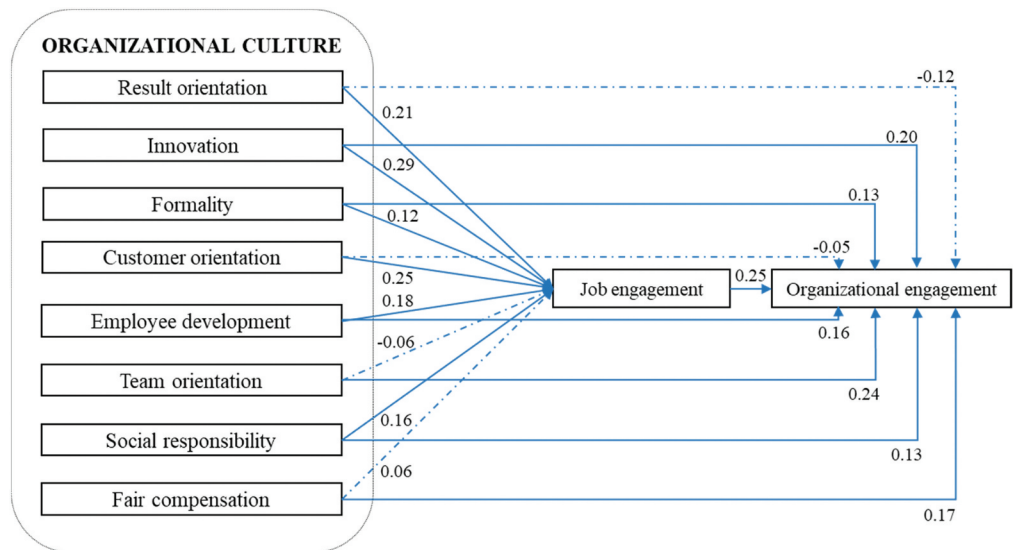 ORGANIZATIONAL CULTURE
Result orientation
-0.12
0.21
Innovation
0.20
0.29
Formality
0.13
0.12
Customer orientation
-0.05
0.25
Job engagement
0.25
Organizational engagement
0.18
Employee development
0.16
-0.06
Team orientation
0.24
0.16
Social responsibility
0.13
0.06
Fair compensation
0.17